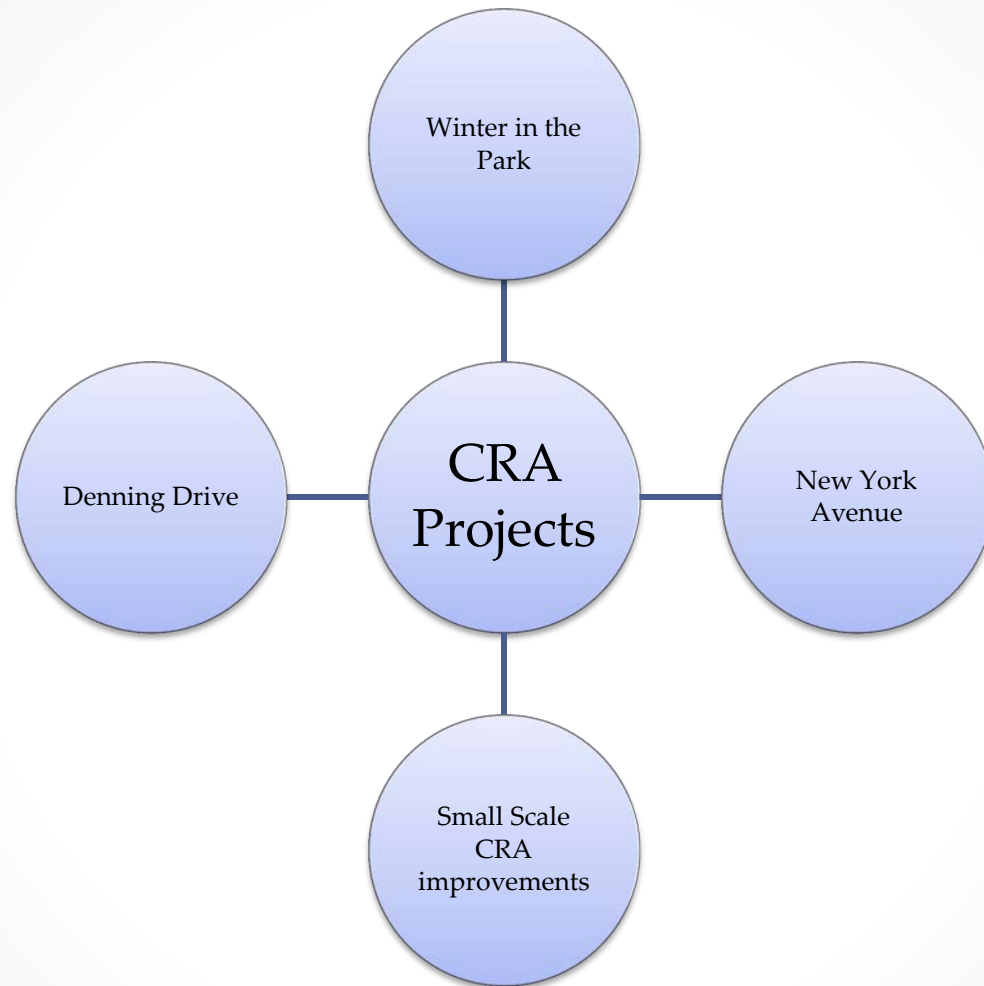 Winter in the
Park
Denning Drive
CRA
Projects
New York
Avenue
Small Scale
CRA
improvements